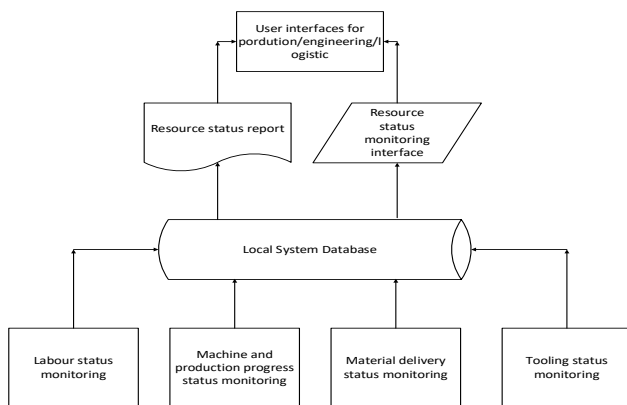 User interfaces for
pordution/engineering/l
ogistic
Resource status report
Resource
status
monitoring
interface
Local System Database
Labour status
monitoring
Machine and
production progress
status monitoring
Material delivery
status monitoring
Tooling status
monitoring